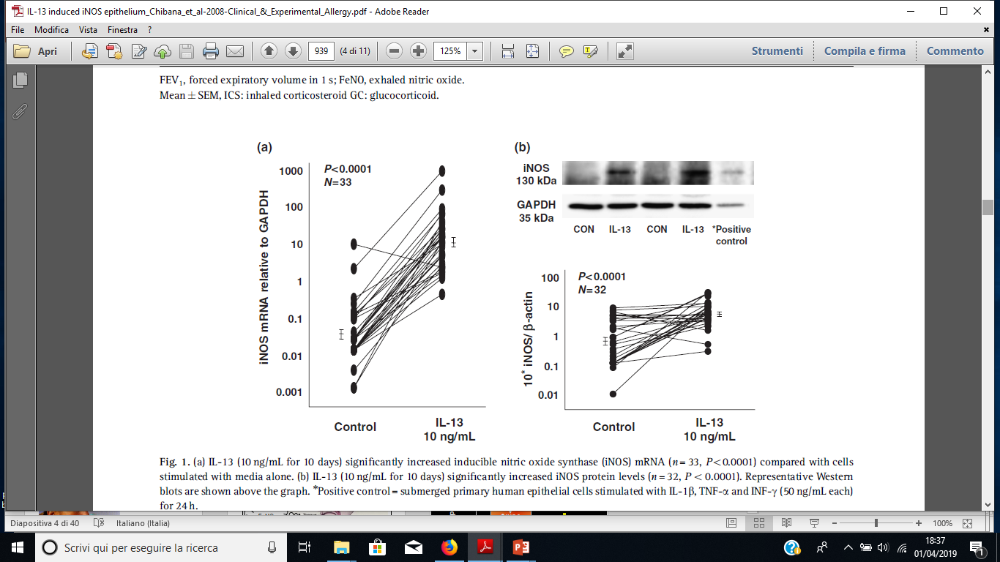 IL-13 induced iNOS epithelium_Chibana_et_al-2008-Clinical_&_Experimental_Allergy.pdf - Adobe Reader
File Modifica Vista Finestra ?
Apri 939 (4 di 11) 125% Strumenti Compila e firma Commento
FEV1, forced expiratory volume in 1 s; FeNO, exhaled nitric oxide.
Mean ± SEM, ICS: inhaled corticosteroid GC: glucocorticoid.
(a)
P<0.0001
N=33
iNOS mRNA relative to GAPDH
1000
100
10
1
0.1
0.01
0.001
Control
IL-13
10 ng/mL
(b)
iNOS
130 kDa
GAPDH
35 kDa
CON IL-13 CON IL-13 *Positive
control
P<0.0001
N=32
10* iNOS/ β-actin
100
10
1
0.1
0.01
Control
IL-13
10 ng/mL
Fig. 1. (a) IL-13 (10 ng/mL for 10 days) significantly increased inducible nitric oxide synthase (iNOS) mRNA (n = 33, P<0.0001) compared with cells
stimulated with media alone. (b) IL-13 (10 ng/mL for 10 days) significantly increased iNOS protein levels (n = 32, P < 0.0001). Representative Western
blots are shown above the graph. *Positive control = submerged primary human epithelial cells stimulated with IL-1β, TNF-α and INF-γ (50 ng/mL each)
for 24 h.
Diapositiva 4 di 40 Italiano (Italia) 100%
Scrivi qui per eseguire la ricerca
18:37
01/04/2019